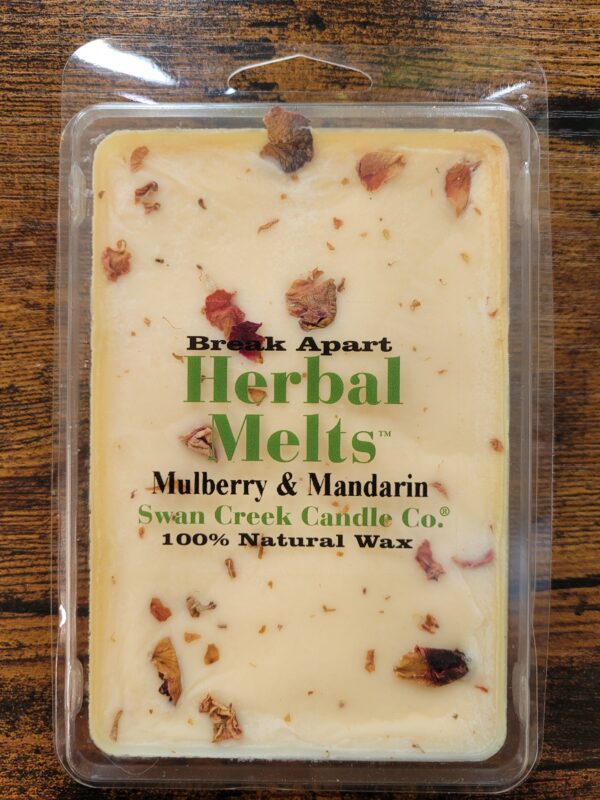 Break Apart
Herbal
Melts™
Mulberry & Mandarin
Swan Creek Candle Co.®
100% Natural Wax